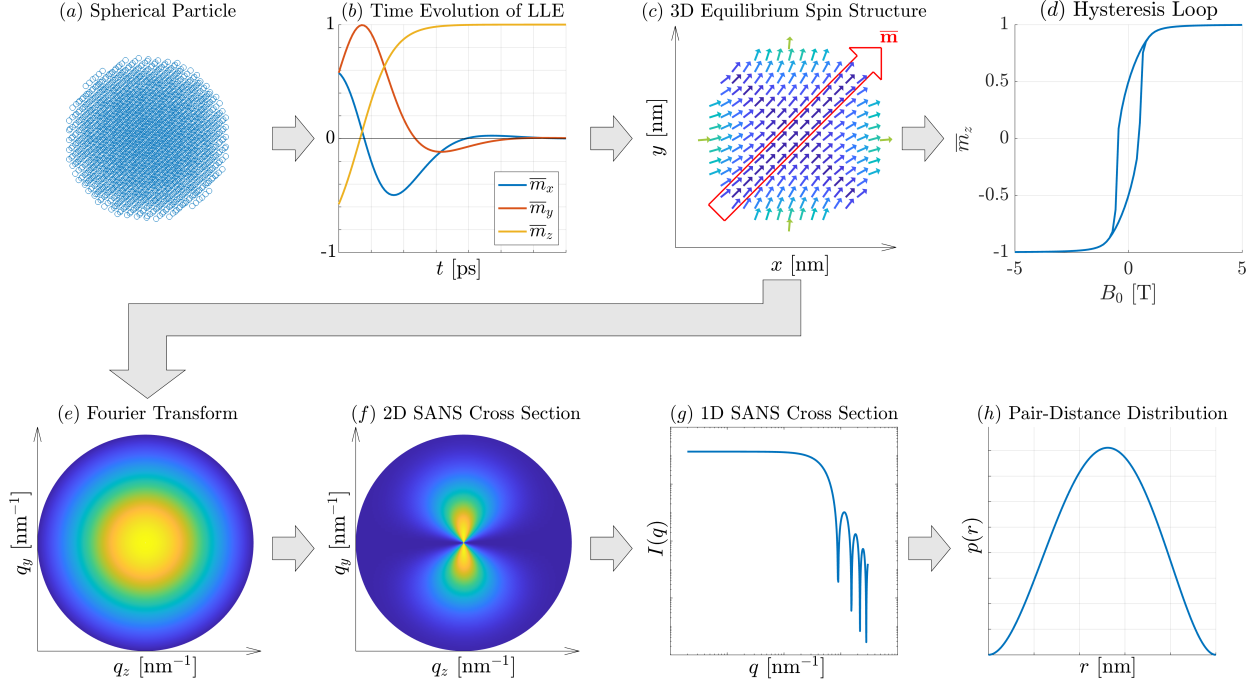 (a) Spherical Particle
(b) Time Evolution of LLE
1
0
-1
m̅x
m̅y
m̅z
t [ps]
(c) 3D Equilibrium Spin Structure
m̅
y [nm]
x [nm]
(d) Hysteresis Loop
1
0.5
0
-0.5
-1
m̅z
-5
0
5
B0 [T]
(e) Fourier Transform
qy [nm−1]
qz [nm−1]
(f) 2D SANS Cross Section
qy [nm−1]
qz [nm−1]
(g) 1D SANS Cross Section
I(q)
q [nm−1]
(h) Pair-Distance Distribution
p(r)
r [nm]